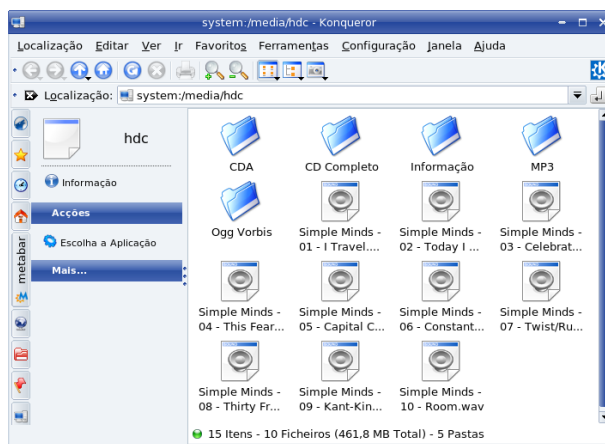 system:/media/hdc - Konqueror
Localização Editar Ver Ir Favoritos Ferramentas Configuração Janela Ajuda
Localização: system:/media/hdc
metabar
hdc
Informação
Acções
Escolha a Aplicação
Mais...
CDA CD Completo Informação MP3
Ogg Vorbis Simple Minds - 01 - I Travel.... Simple Minds - 02 - Today I ... Simple Minds - 03 - Celebrat...
Simple Minds - 04 - This Fear... Simple Minds - 05 - Capital C... Simple Minds - 06 - Constant... Simple Minds - 07 - Twist/Ru...
Simple Minds - 08 - Thirty Fr... Simple Minds - 09 - Kant-Kin... Simple Minds - 10 - Room.wav
15 Itens - 10 Ficheiros (461,8 MB Total) - 5 Pastas